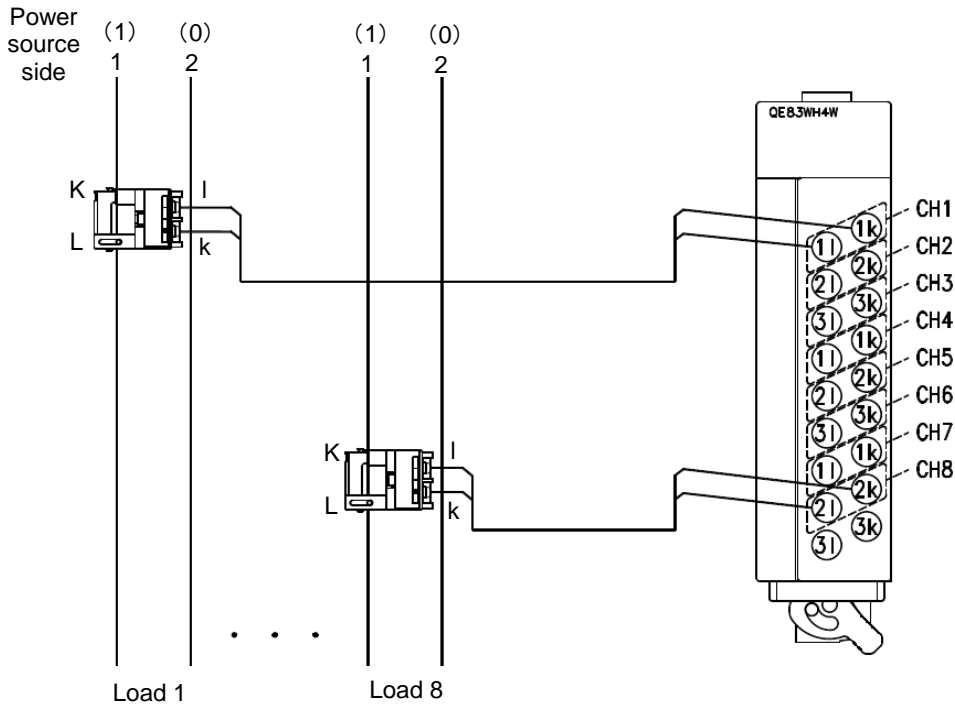 Power
source
side
（1） （0）
1 2
（1） （0）
1 2
QE83WH4W
K l
L k
K l
L k
1k CH1
1l
2k CH2
2l
3k CH3
3l
1k CH4
1l
2k CH5
2l
3k CH6
3l
1k CH7
1l
2k CH8
2l
3k
3l
. . .
Load 1
Load 8